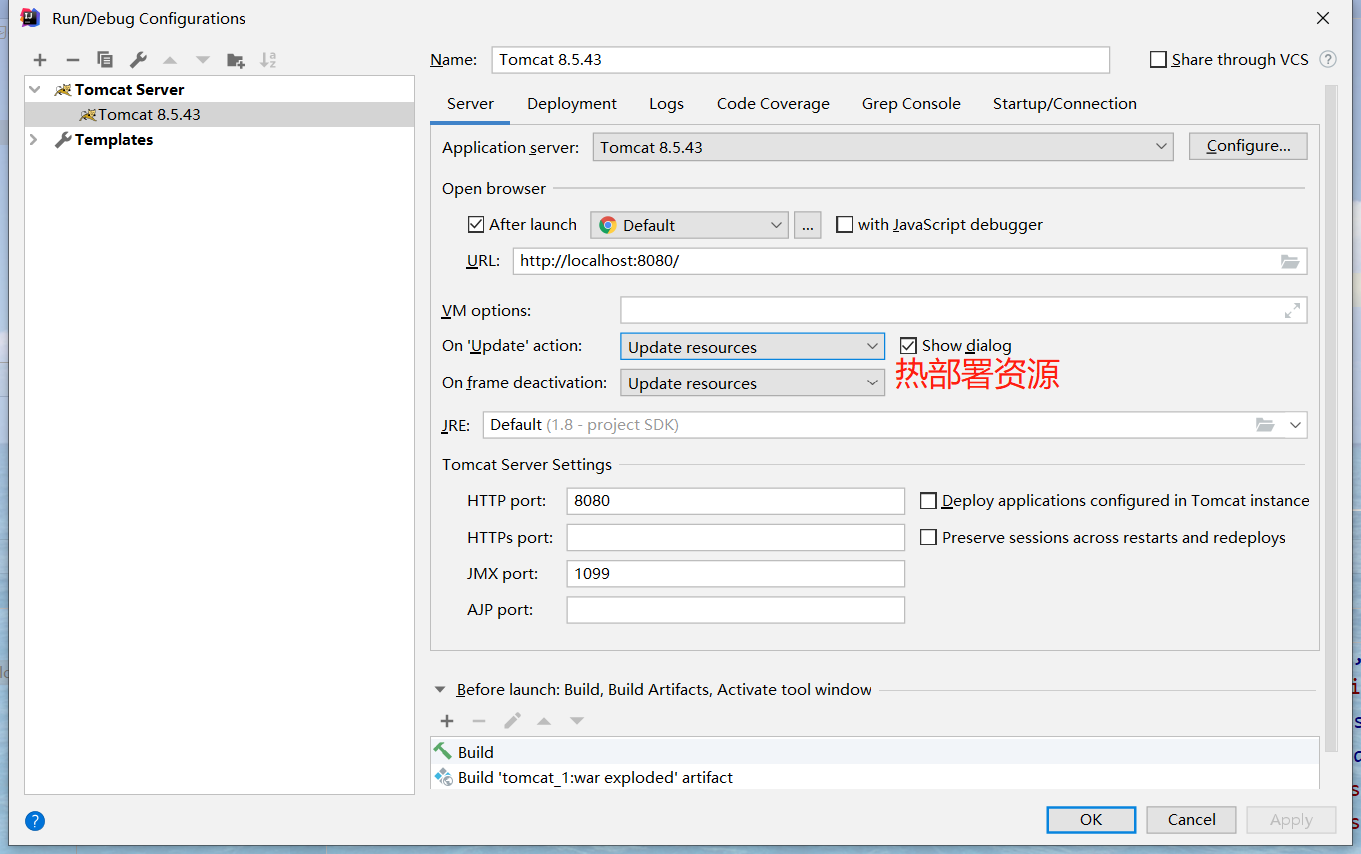 Run/Debug Configurations
Name: Tomcat 8.5.43 Share through VCS ?
Tomcat Server
Tomcat 8.5.43
Templates
Server Deployment Logs Code Coverage Grep Console Startup/Connection
Application server: Tomcat 8.5.43 Configure...
Open browser
After launch Default ... with JavaScript debugger
URL: http://localhost:8080/
VM options:
On 'Update' action: Update resources Show dialog
热部署资源
On frame deactivation: Update resources
JRE: Default (1.8 - project SDK)
Tomcat Server Settings
HTTP port: 8080 Deploy applications configured in Tomcat instance
HTTPs port: Preserve sessions across restarts and redeploys
JMX port: 1099
AJP port:
Before launch: Build, Build Artifacts, Activate tool window
Build
Build 'tomcat_1:war exploded' artifact
? OK Cancel Apply